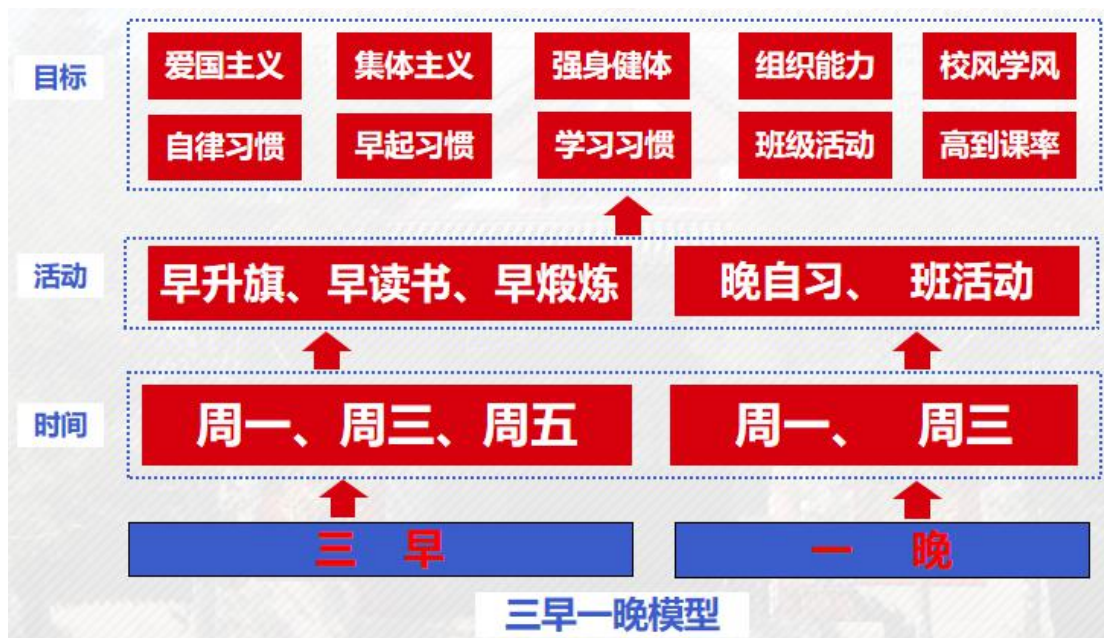 目标
爱国主义 集体主义 强身健体 组织能力 校风学风
自律习惯 早起习惯 学习习惯 班级活动 高到课率
活动
早升旗、早读书、早煅炼 晚自习、 班活动
时间
周一、周三、周五 周一、 周三
三 早 一 晚
三早一晚模型